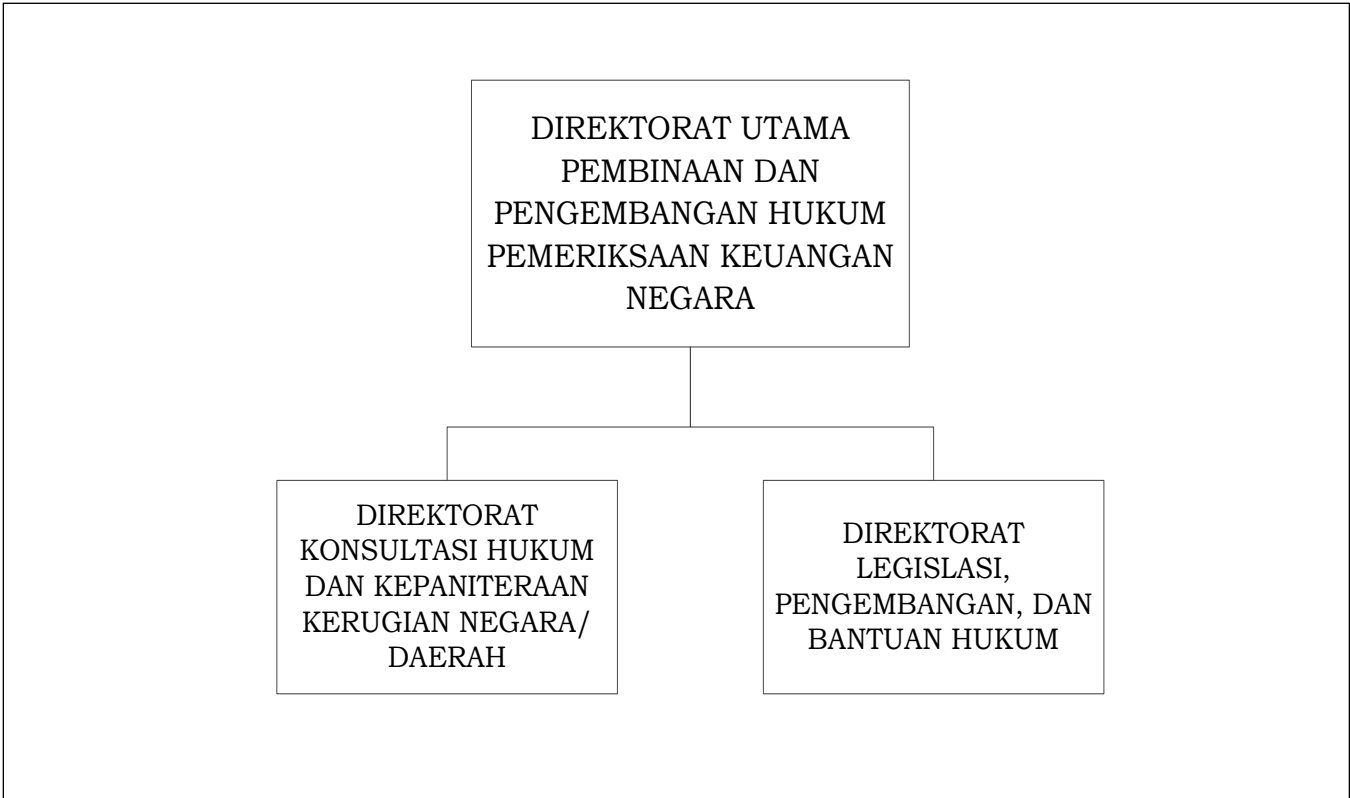 DIREKTORAT UTAMA
PEMBINAAN DAN
PENGEMBANGAN HUKUM
PEMERIKSAAN KEUANGAN
NEGARA
DIREKTORAT
KONSULTASI HUKUM
DAN KEPANITERAAN
KERUGIAN NEGARA/
DAERAH
DIREKTORAT
LEGISLASI,
PENGEMBANGAN, DAN
BANTUAN HUKUM